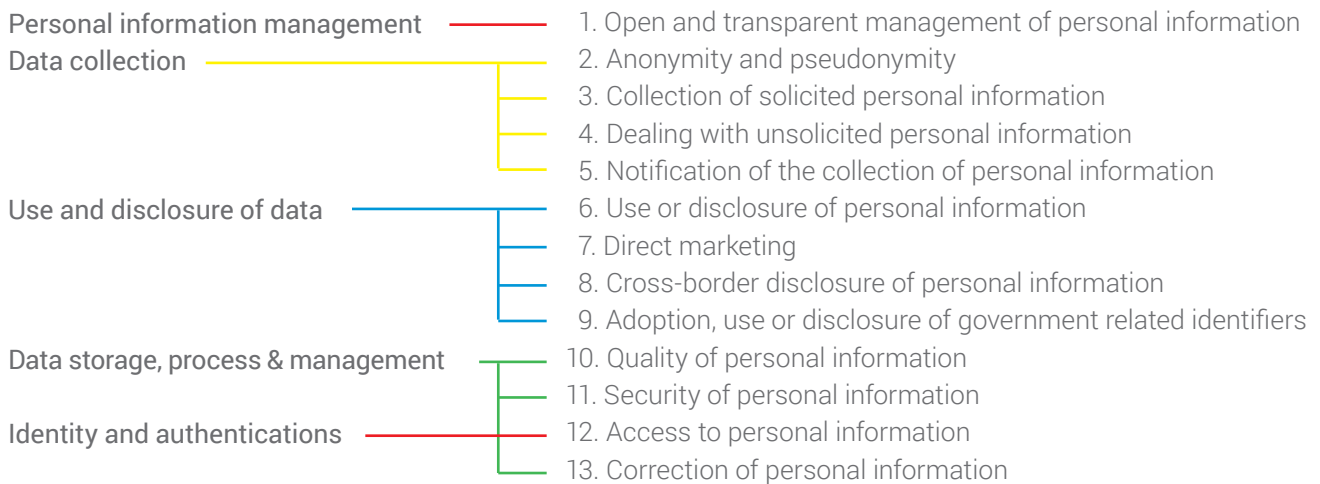 Personal information management
1. Open and transparent management of personal information
Data collection
2. Anonymity and pseudonymity
3. Collection of solicited personal information
4. Dealing with unsolicited personal information
5. Notification of the collection of personal information
Use and disclosure of data
6. Use or disclosure of personal information
7. Direct marketing
8. Cross-border disclosure of personal information
9. Adoption, use or disclosure of government related identifiers
Data storage, process & management
10. Quality of personal information
11. Security of personal information
Identity and authentications
12. Access to personal information
13. Correction of personal information